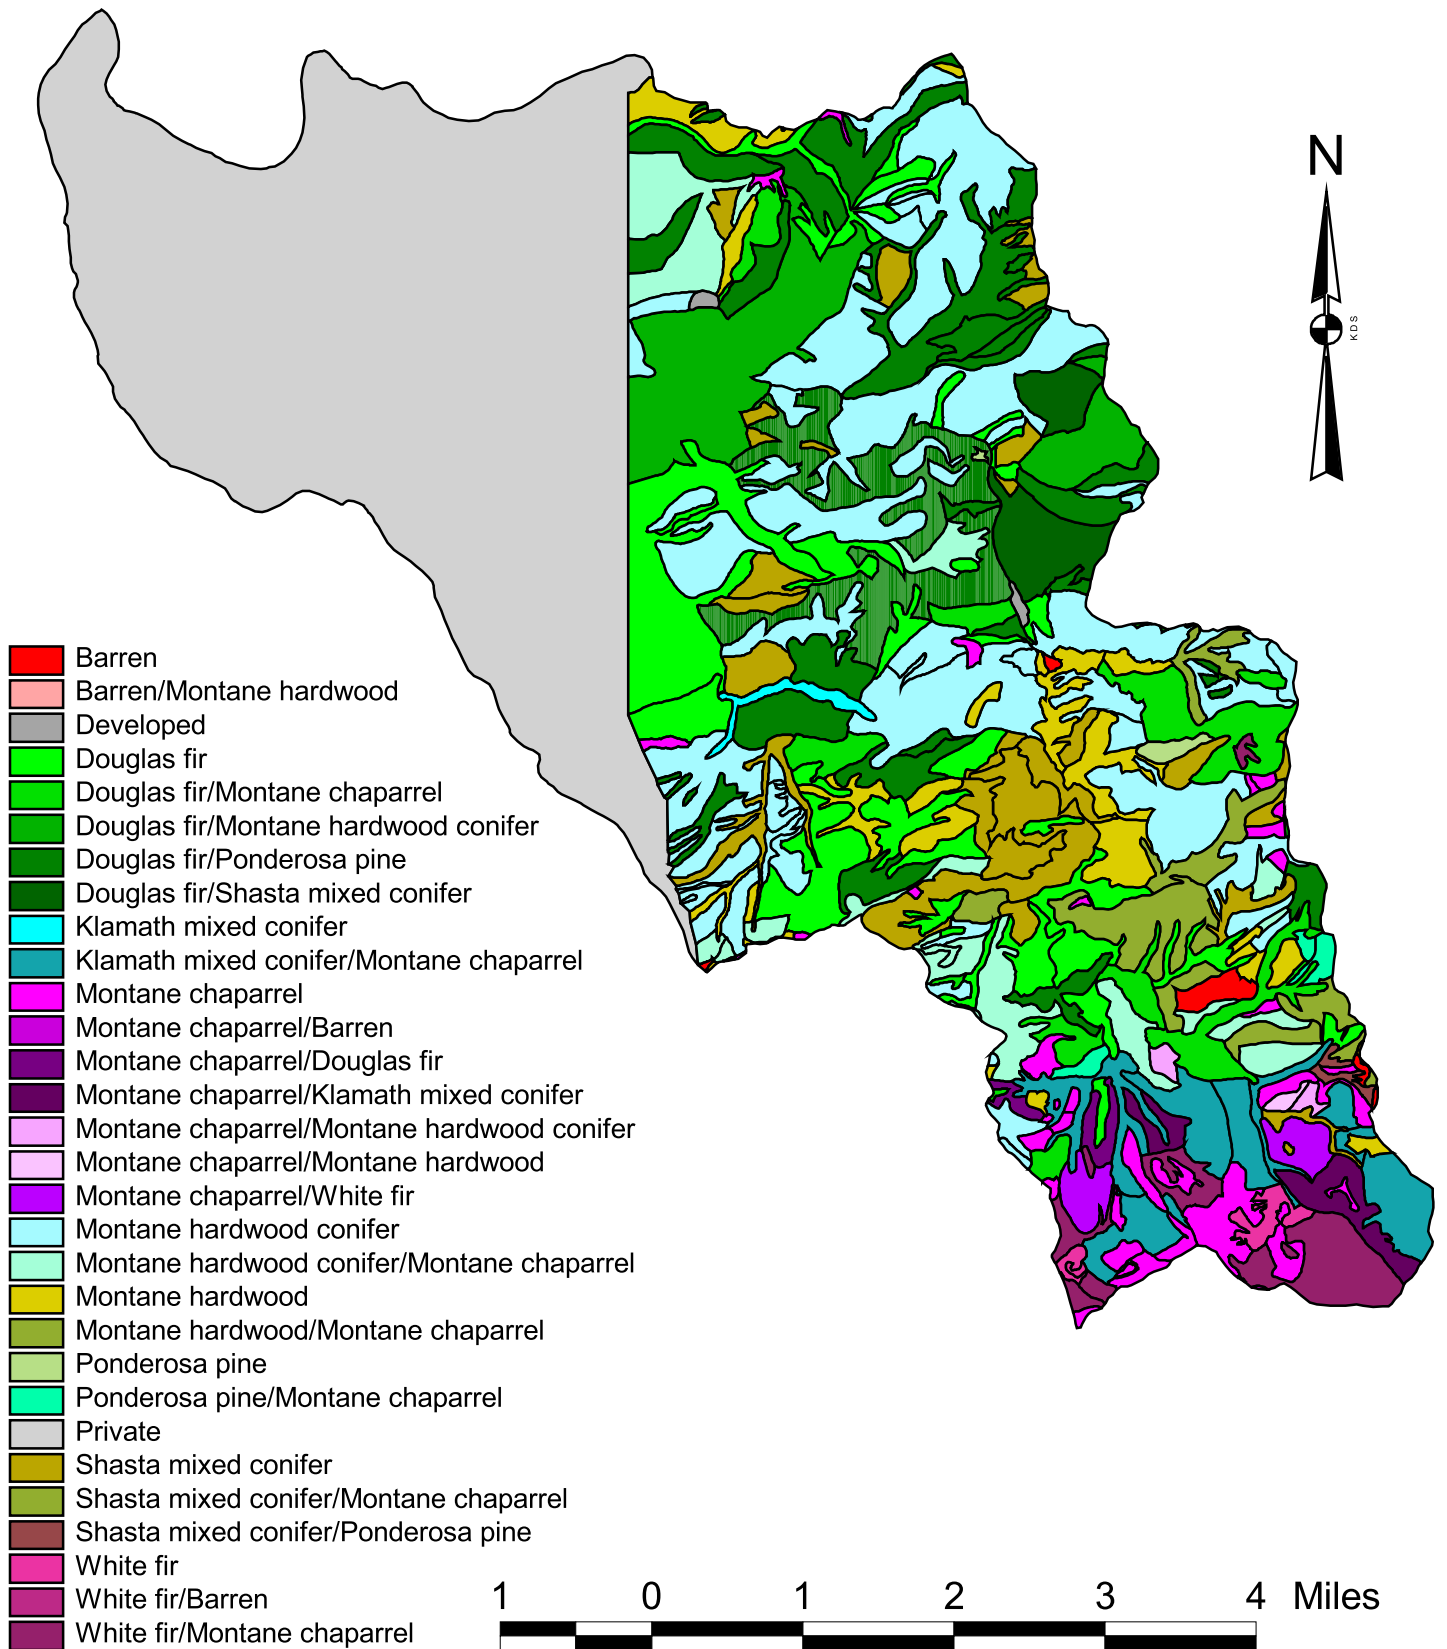 N
KDS
Barren
Barren/Montane hardwood
Developed
Douglas fir
Douglas fir/Montane chaparrel
Douglas fir/Montane hardwood conifer
Douglas fir/Ponderosa pine
Douglas fir/Shasta mixed conifer
Klamath mixed conifer
Klamath mixed conifer/Montane chaparrel
Montane chaparrel
Montane chaparrel/Barren
Montane chaparrel/Douglas fir
Montane chaparrel/Klamath mixed conifer
Montane chaparrel/Montane hardwood conifer
Montane chaparrel/Montane hardwood
Montane chaparrel/White fir
Montane hardwood conifer
Montane hardwood conifer/Montane chaparrel
Montane hardwood
Montane hardwood/Montane chaparrel
Ponderosa pine
Ponderosa pine/Montane chaparrel
Private
Shasta mixed conifer
Shasta mixed conifer/Montane chaparrel
Shasta mixed conifer/Ponderosa pine
White fir
White fir/Barren
White fir/Montane chaparrel
1 0 1 2 3 4 Miles